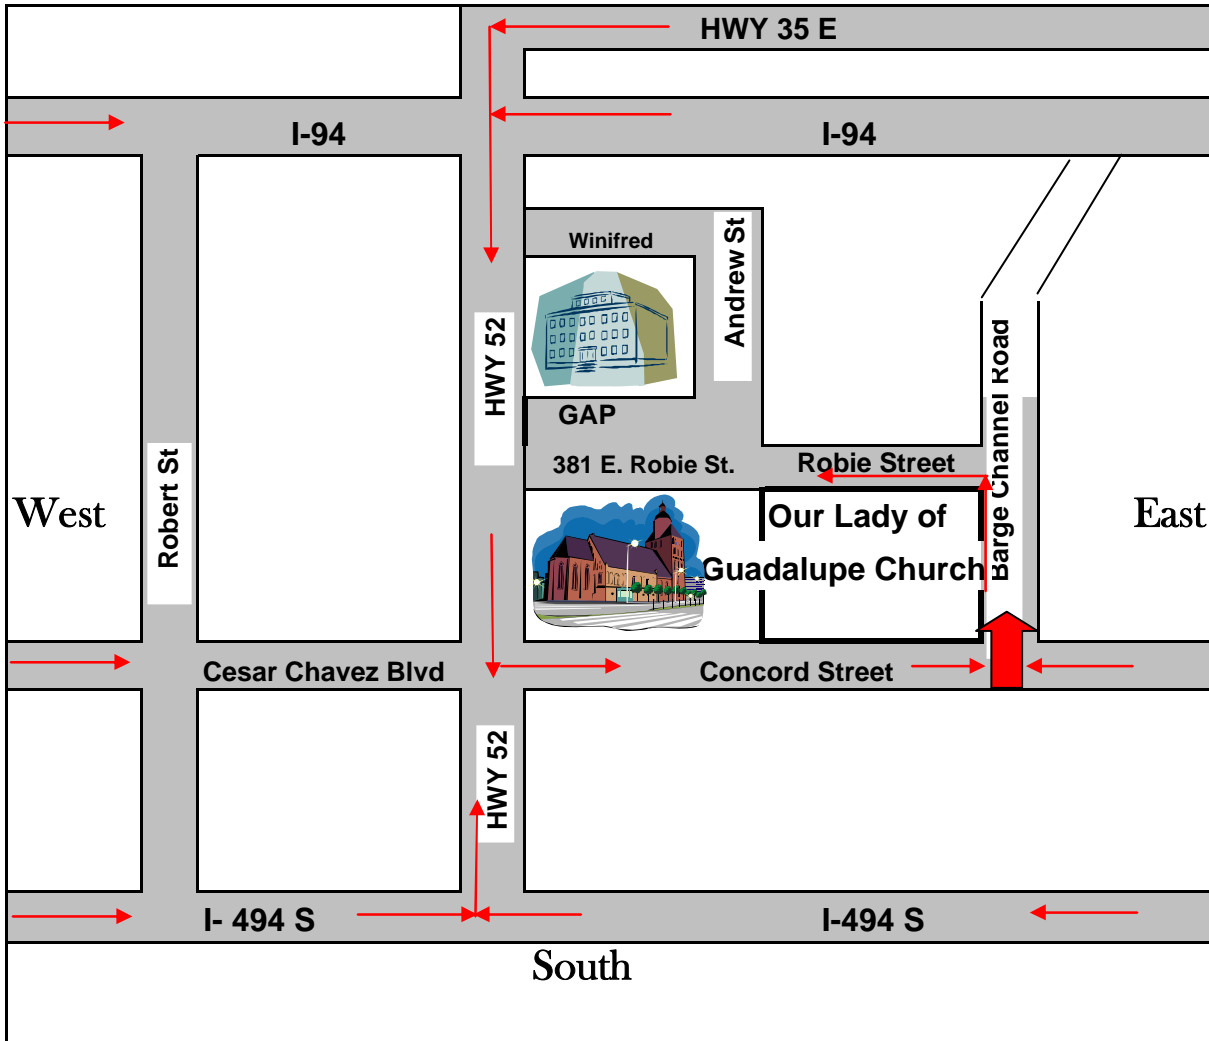 HWY 35 E
I-94
I-94
Winifred
Andrew St
HWY 52
GAP
381 E. Robie St.
Robie Street
Barge Channel Road
Robert St
West
East
Our Lady of
Guadalupe Church
Cesar Chavez Blvd
Concord Street
HWY 52
I- 494 S
I-494 S
South